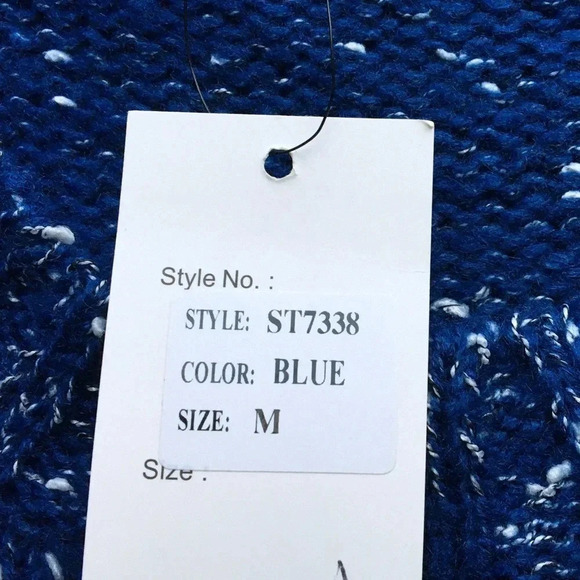 Style No. :
STYLE: ST7338
COLOR: BLUE
SIZE: M
Size :